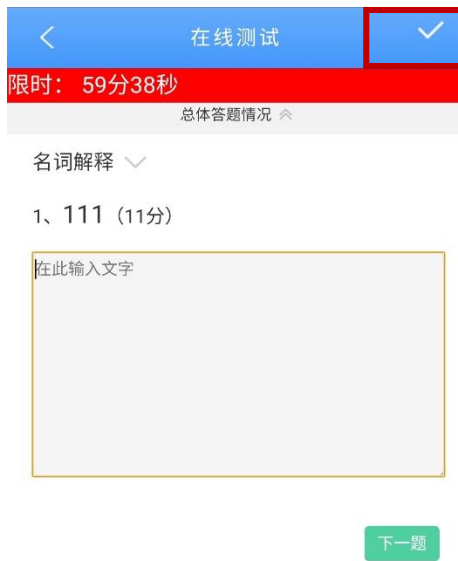 在线测试
限时： 59分38秒
总体答题情况
名词解释
1、111（11分）
在此输入文字
下一题